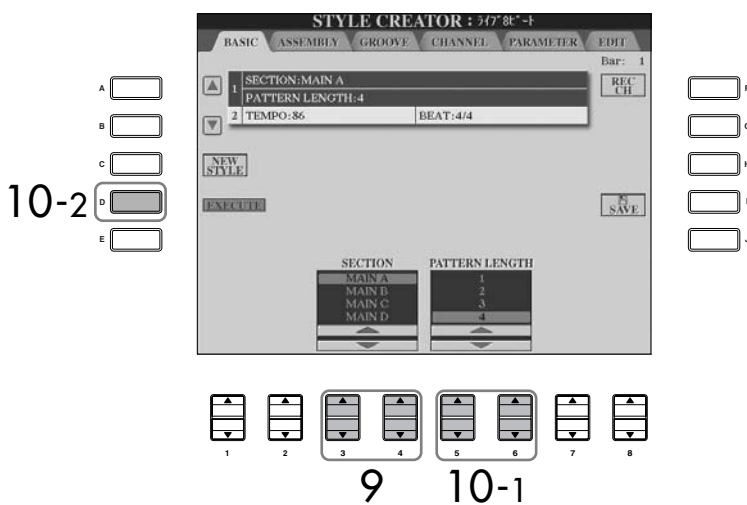 STYLE CREATOR : ﾗｲﾌﾞ8ﾋﾞｰﾄ
BASIC ASSEMBLY GROOVE CHANNEL PARAMETER EDIT
Bar: 1
A
1 SECTION:MAIN A
PATTERN LENGTH:4
REC CH
B
2 TEMPO:86 BEAT:4/4
C
NEW STYLE
10-2
D
EXECUTE
SAVE
E
SECTION PATTERN LENGTH
MAIN A 1
MAIN B 2
MAIN C 3
MAIN D 4
1 2 3 4 5 6 7 8
9 10-1